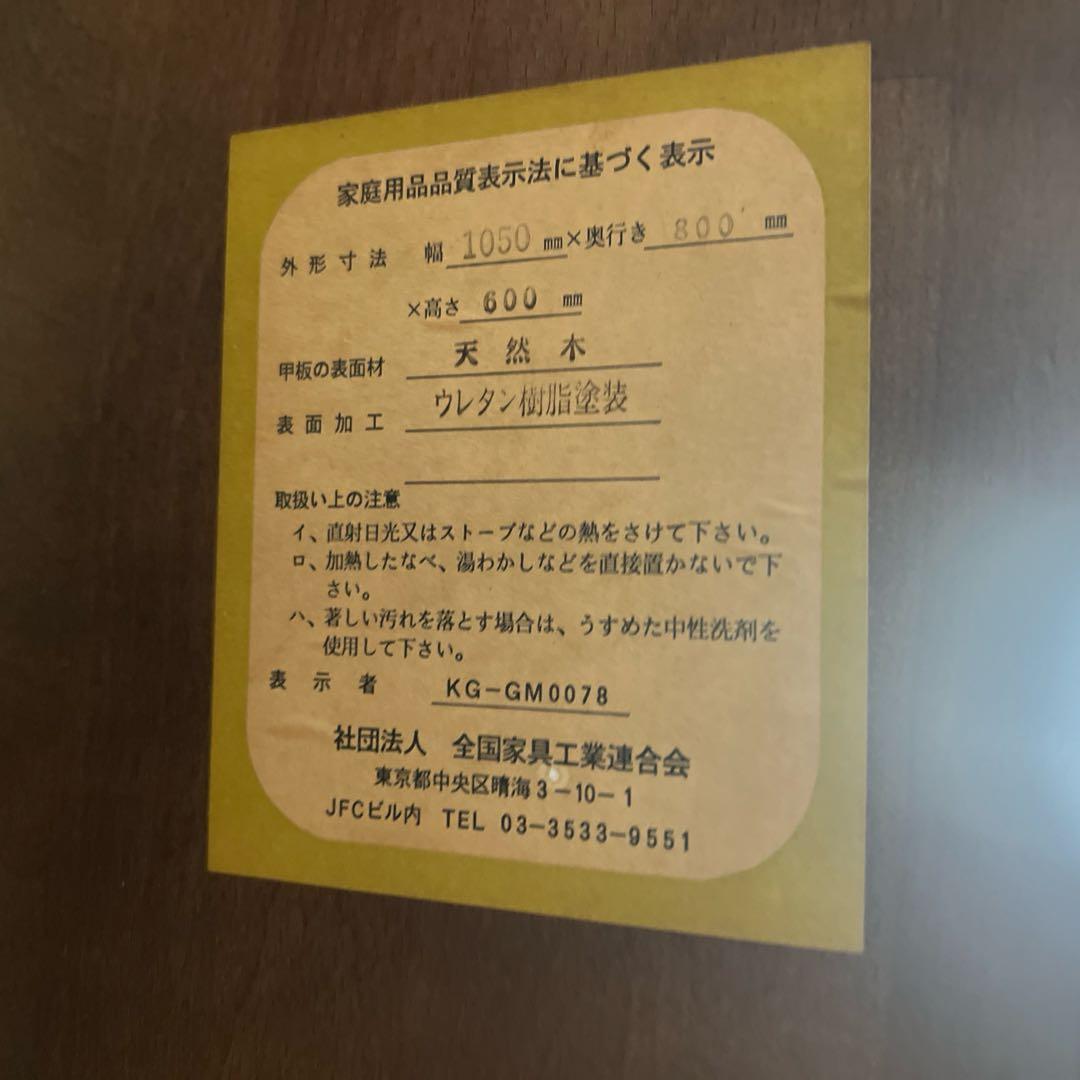 家庭用品品質表示法に基づく表示
外形寸法 幅 1050 mm×奥行き 800 mm
×高さ 600 mm
甲板の表面材 天然木
表面加工 ウレタン樹脂塗装
取扱い上の注意
イ、直射日光又はストーブなどの熱をさけて下さい。
ロ、加熱したなべ、湯わかしなどを直接置かないで下
さい。
ハ、著しい汚れを落とす場合は、うすめた中性洗剤を
使用して下さい。
表示者 KG-GM0078
社団法人 全国家具工業連合会
東京都中央区晴海3-10-1
JFCビル内 TEL 03-3533-9551